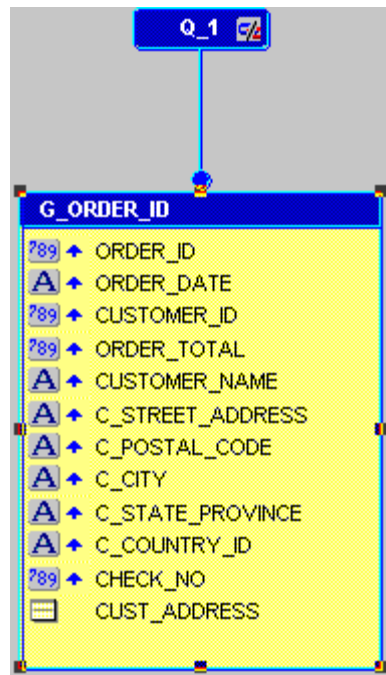 Q_1
G_ORDER_ID
789 ORDER_ID
A ORDER_DATE
789 CUSTOMER_ID
789 ORDER_TOTAL
A CUSTOMER_NAME
A C_STREET_ADDRESS
A C_POSTAL_CODE
A C_CITY
A C_STATE_PROVINCE
A C_COUNTRY_ID
789 CHECK_NO
CUST_ADDRESS